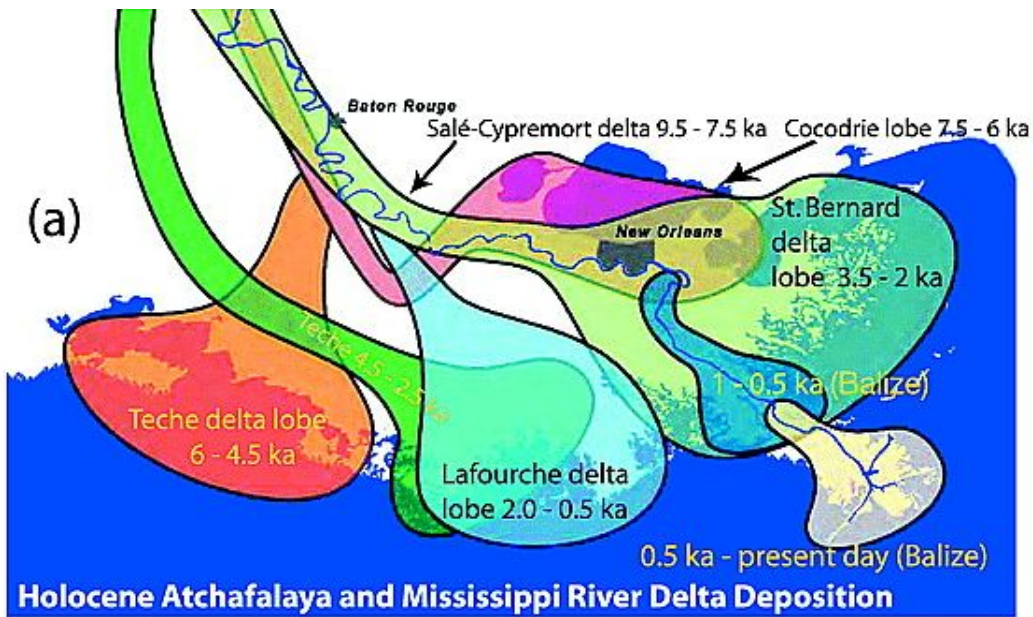 Baton Rouge
Salé-Cypremort delta 9.5 - 7.5 ka
Cocodrie lobe 7.5 - 6 ka
(a)
St. Bernard
delta
lobe 3.5 - 2 ka
New Orleans
Teche 4.5 - 2.5 ka
1 - 0.5 ka (Balize)
Teche delta lobe
6 - 4.5 ka
Lafourche delta
lobe 2.0 - 0.5 ka
0.5 ka - present day (Balize)
Holocene Atchafalaya and Mississippi River Delta Deposition